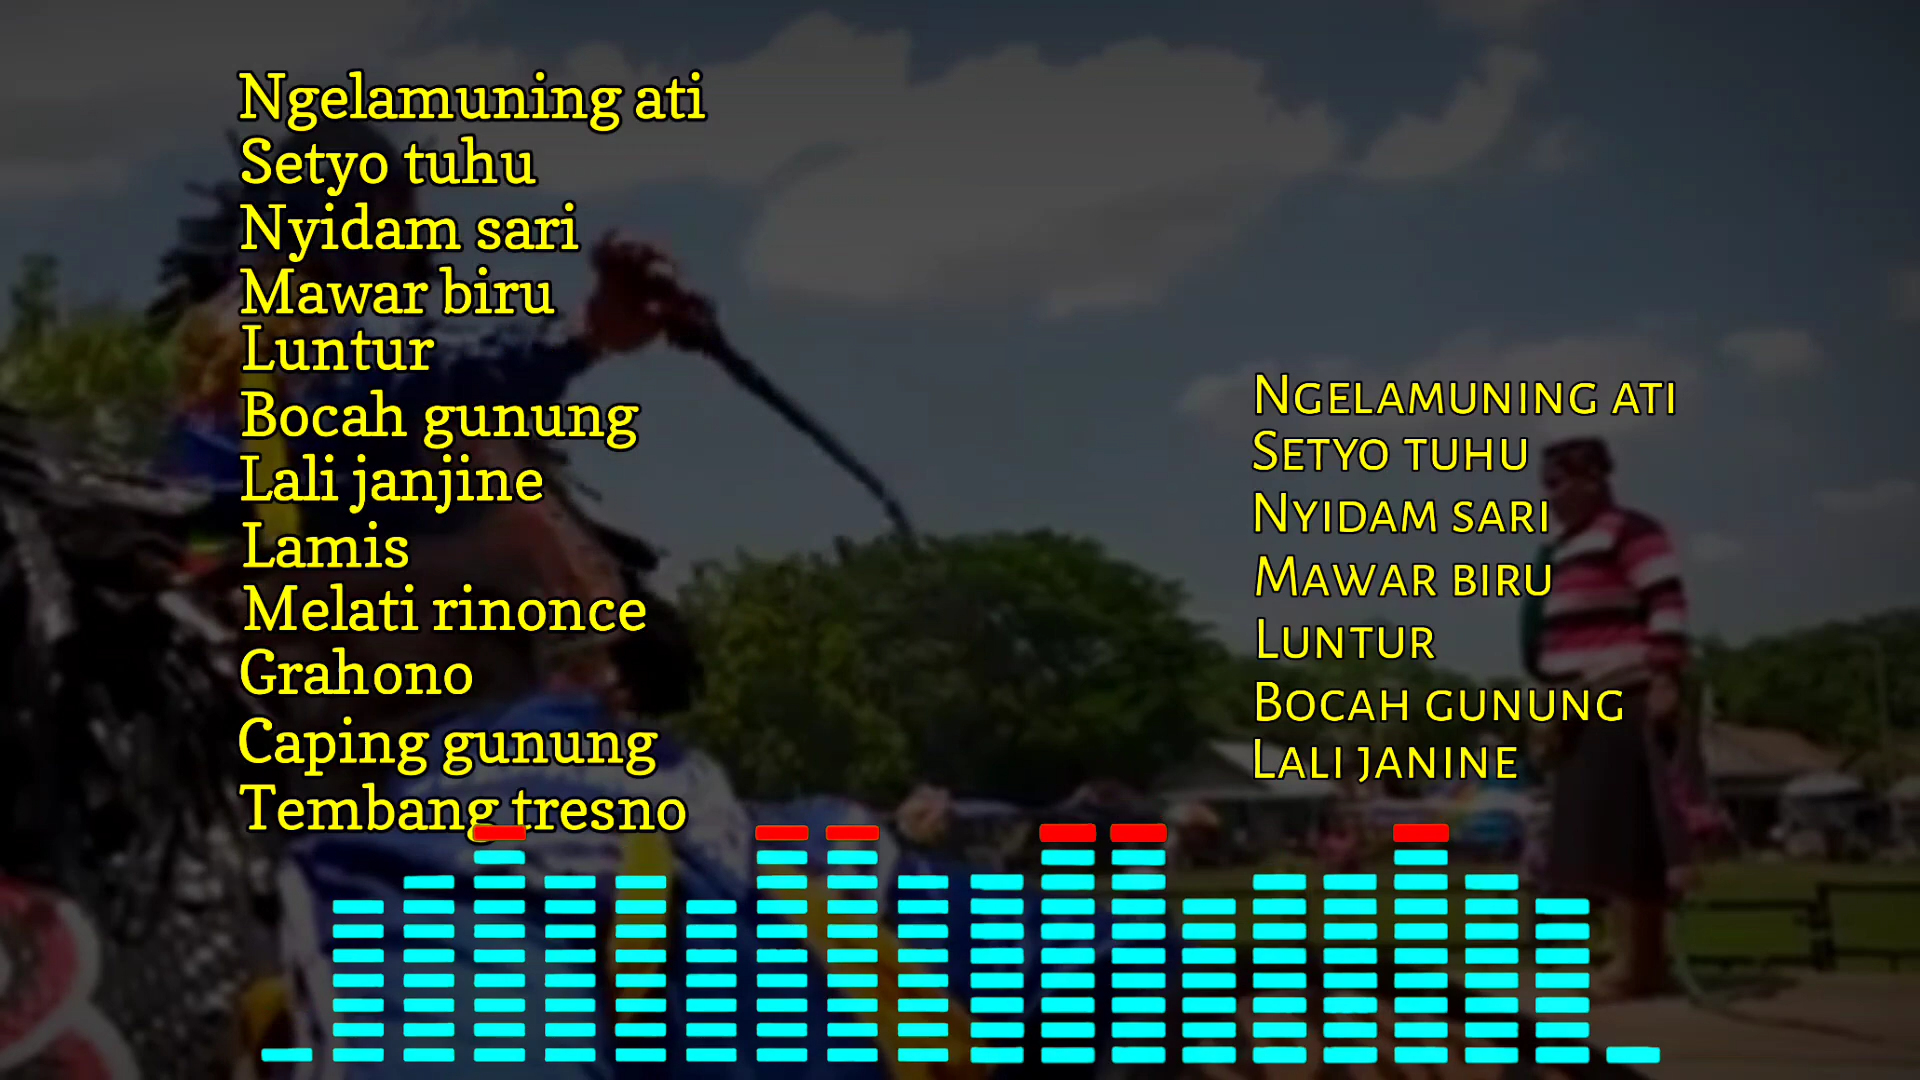 Ngelamuning ati
Setyo tuhu
Nyidam sari
Mawar biru
Luntur
Bocah gunung
Lali janjine
Lamis
Melati rinonce
Grahono
Caping gunung
Tembang tresno
Ngelamuning ati
Setyo tuhu
Nyidam sari
Mawar biru
Luntur
Bocah gunung
Lali janine